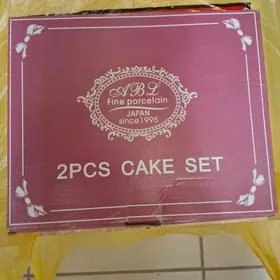 ABL
Fine porcelain
JAPAN
since1995
2PCS CAKE SET